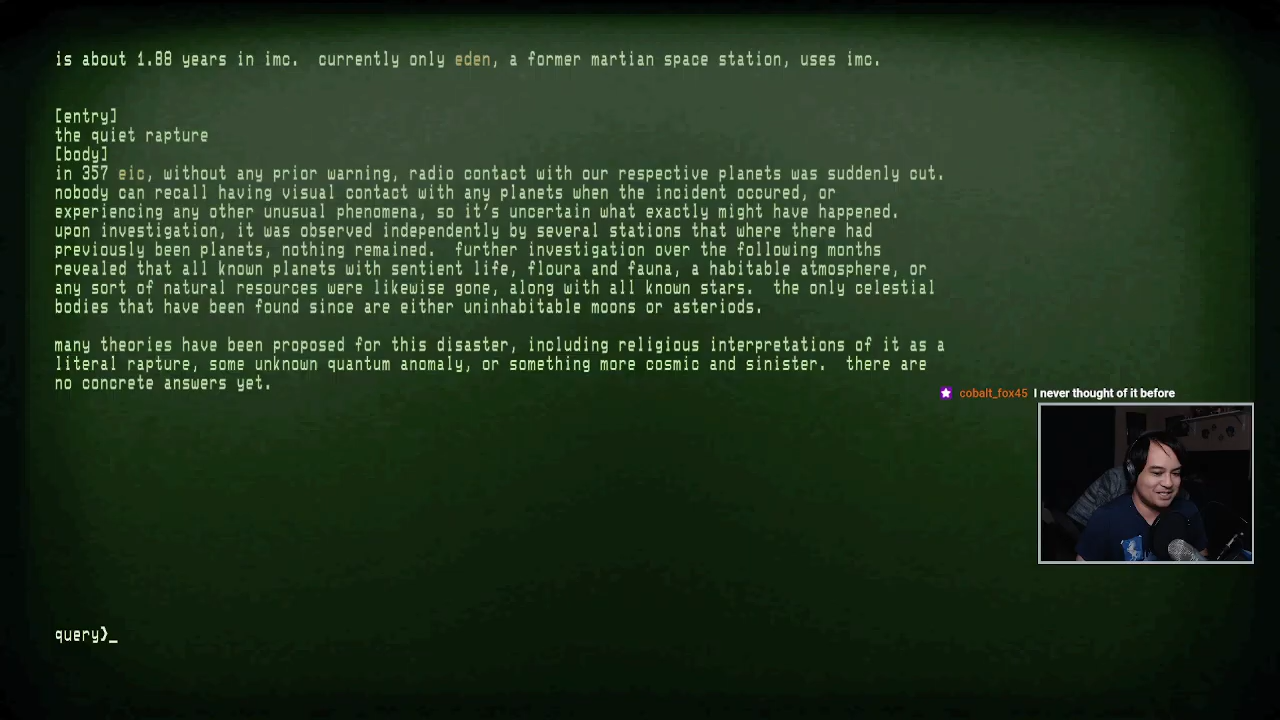 is about 1.88 years in imc.  currently only eden, a former martian space station, uses imc.
[entry]
the quiet rapture
[body]
in 357 eic, without any prior warning, radio contact with our respective planets was suddenly cut.
nobody can recall having visual contact with any planets when the incident occured, or
experiencing any other unusual phenomena, so it's uncertain what exactly might have happened.
upon investigation, it was observed independently by several stations that where there had
previously been planets, nothing remained.  further investigation over the following months
revealed that all known planets with sentient life, floura and fauna, a habitable atmosphere, or
any sort of natural resources were likewise gone, along with all known stars.  the only celestial
bodies that have been found since are either uninhabitable moons or asteriods.
many theories have been proposed for this disaster, including religious interpretations of it as a
literal rapture, some unknown quantum anomaly, or something more cosmic and sinister.  there are
no concrete answers yet.
cobalt_fox45 I never thought of it before
query}_